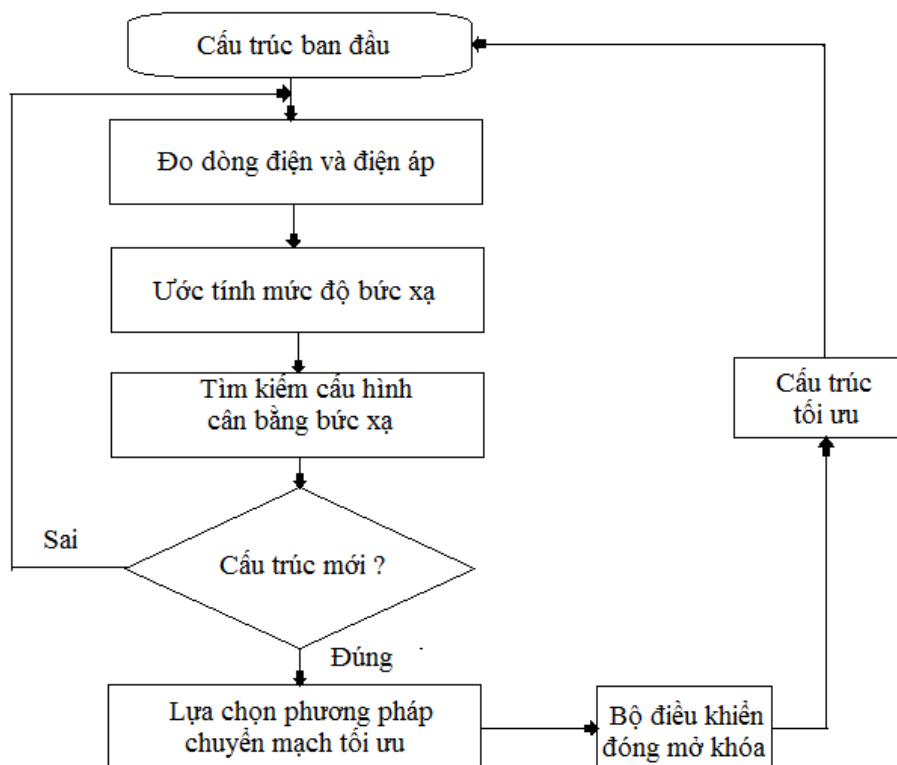 Cấu trúc ban đầu
Đo dòng điện và điện áp
Ước tính mức độ bức xạ
Tìm kiếm cấu hình
cân bằng bức xạ
Cấu trúc
tối ưu
Sai
Cấu trúc mới ?
Đúng
Lựa chọn phương pháp
chuyển mạch tối ưu
Bộ điều khiển
đóng mở khóa